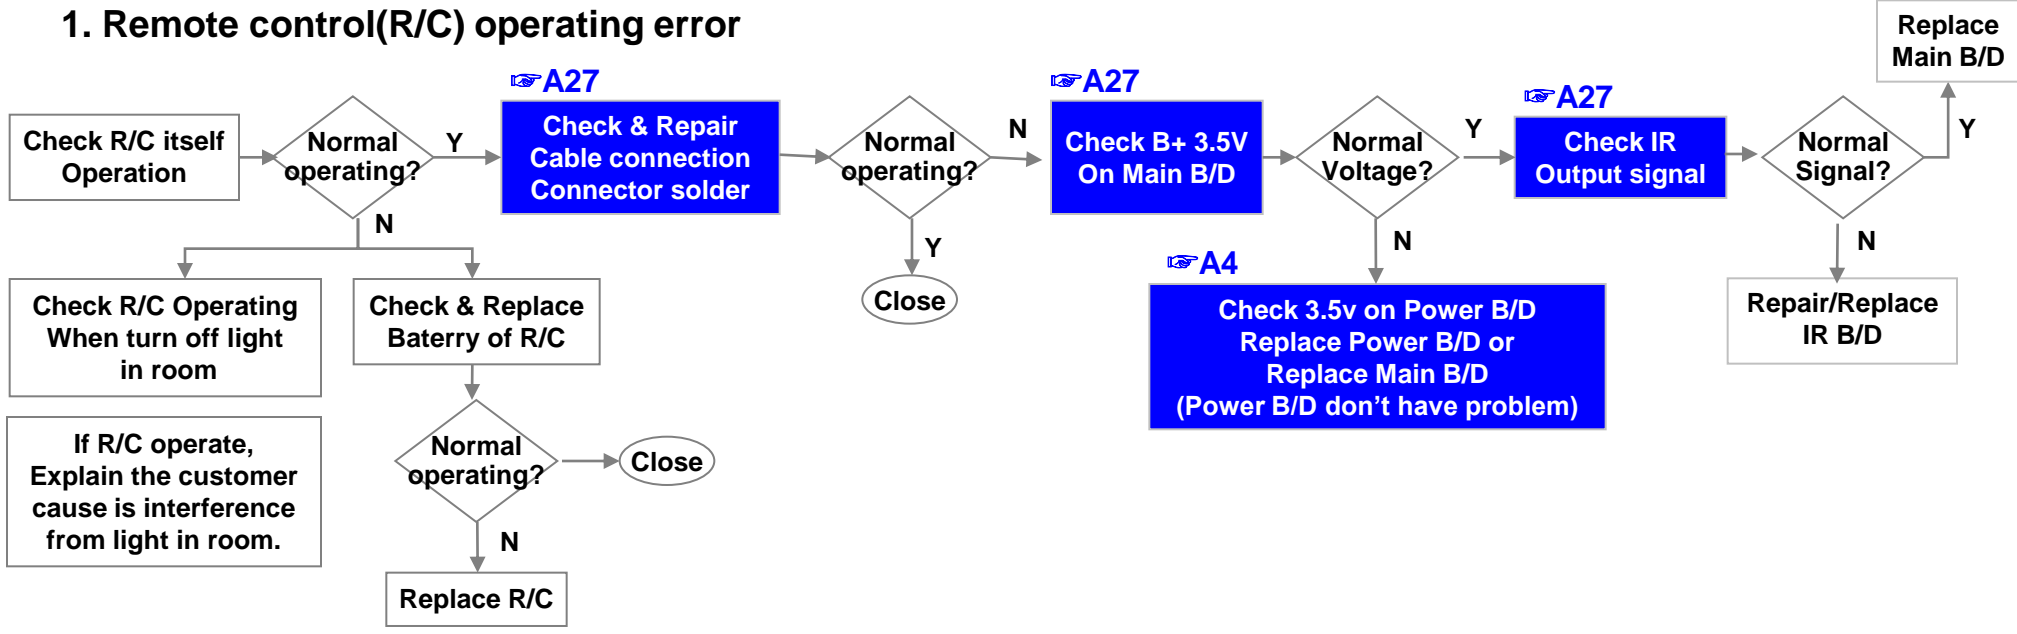 1. Remote control(R/C) operating error
Check R/C itself
Operation
Normal
operating?
Y
N
☞A27
Check & Repair
Cable connection
Connector solder
Normal
operating?
N
Y
Close
☞A27
Check B+ 3.5V
On Main B/D
Normal
Voltage?
Y
N
☞A27
Check IR
Output signal
Normal
Signal?
Y
Replace
Main B/D
N
Repair/Replace
IR B/D
☞A4
Check 3.5v on Power B/D
Replace Power B/D or
Replace Main B/D
(Power B/D don’t have problem)
Check R/C Operating
When turn off light
in room
If R/C operate,
Explain the customer
cause is interference
from light in room.
Check & Replace
Baterry of R/C
Normal
operating?
Close
N
Replace R/C